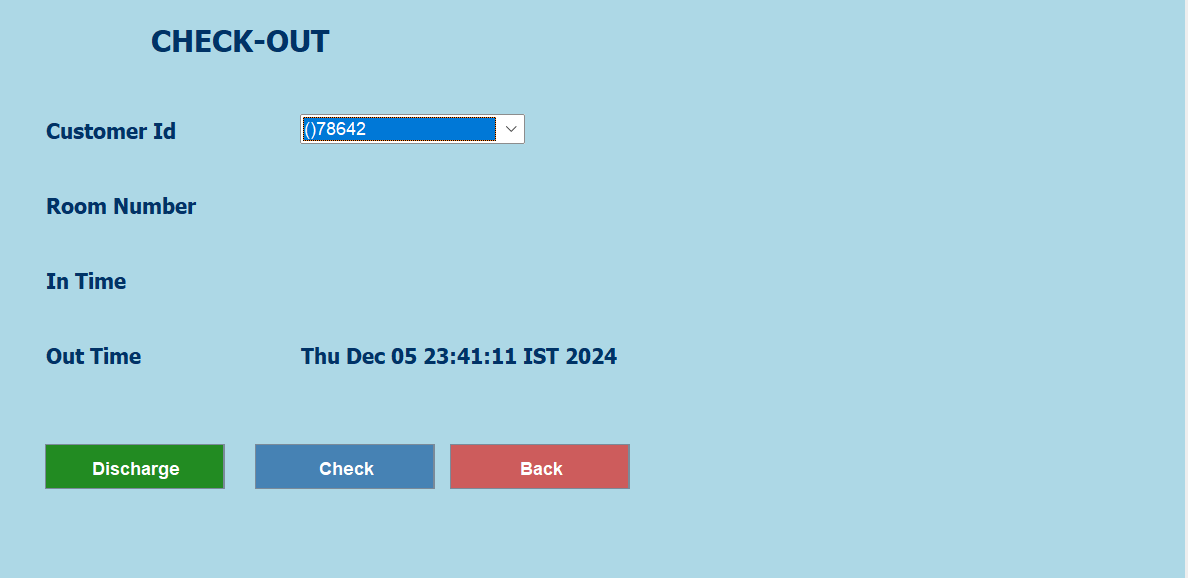 CHECK-OUT
Customer Id ()78642
Room Number
In Time
Out Time Thu Dec 05 23:41:11 IST 2024
Discharge Check Back